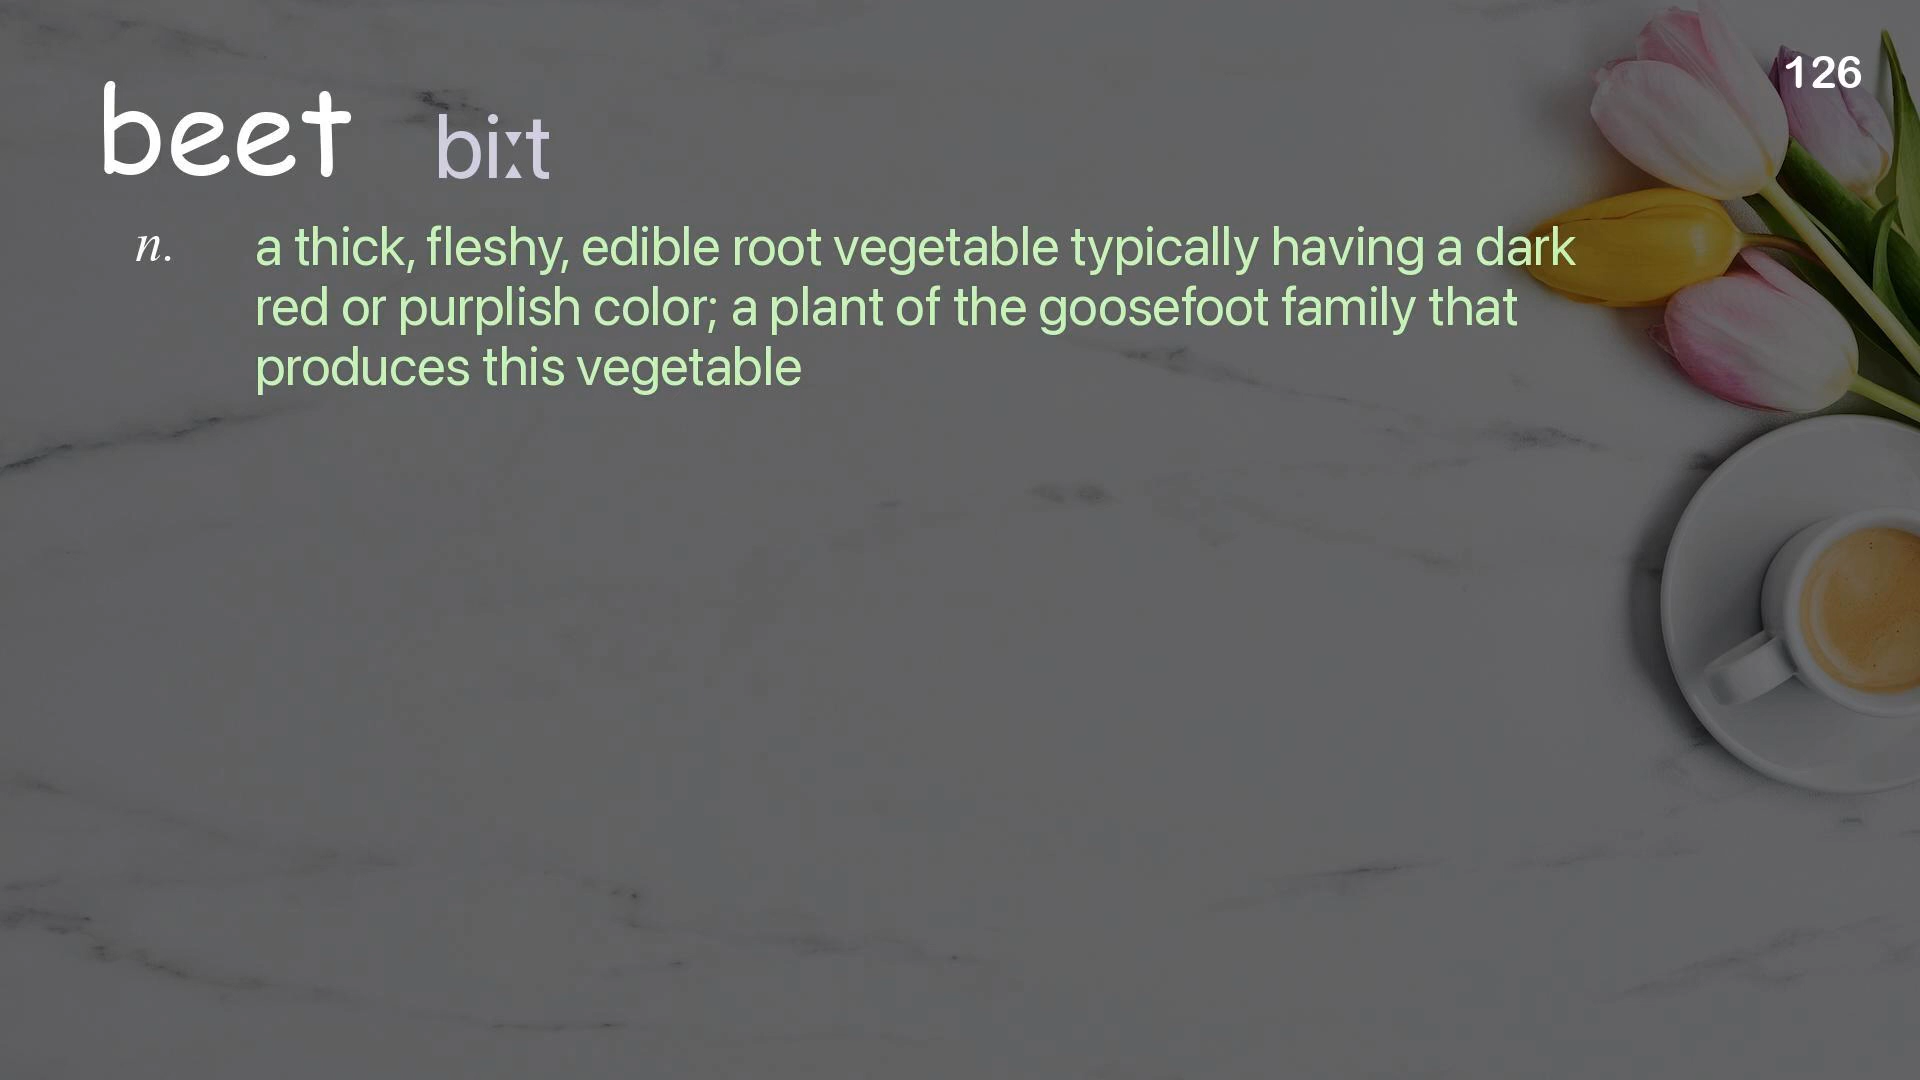 126
beet biːt
n. a thick, fleshy, edible root vegetable typically having a dark
red or purplish color; a plant of the goosefoot family that
produces this vegetable